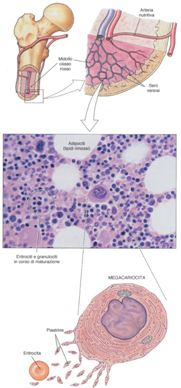 Arteria
nutritiva
Midollo
osseo
rosso
Seni
venosi
Adipociti
(lipidi rimossi)
Eritrociti e granulociti
in corso di maturazione
MEGACARIOCITA
Piastrine
Eritrocita